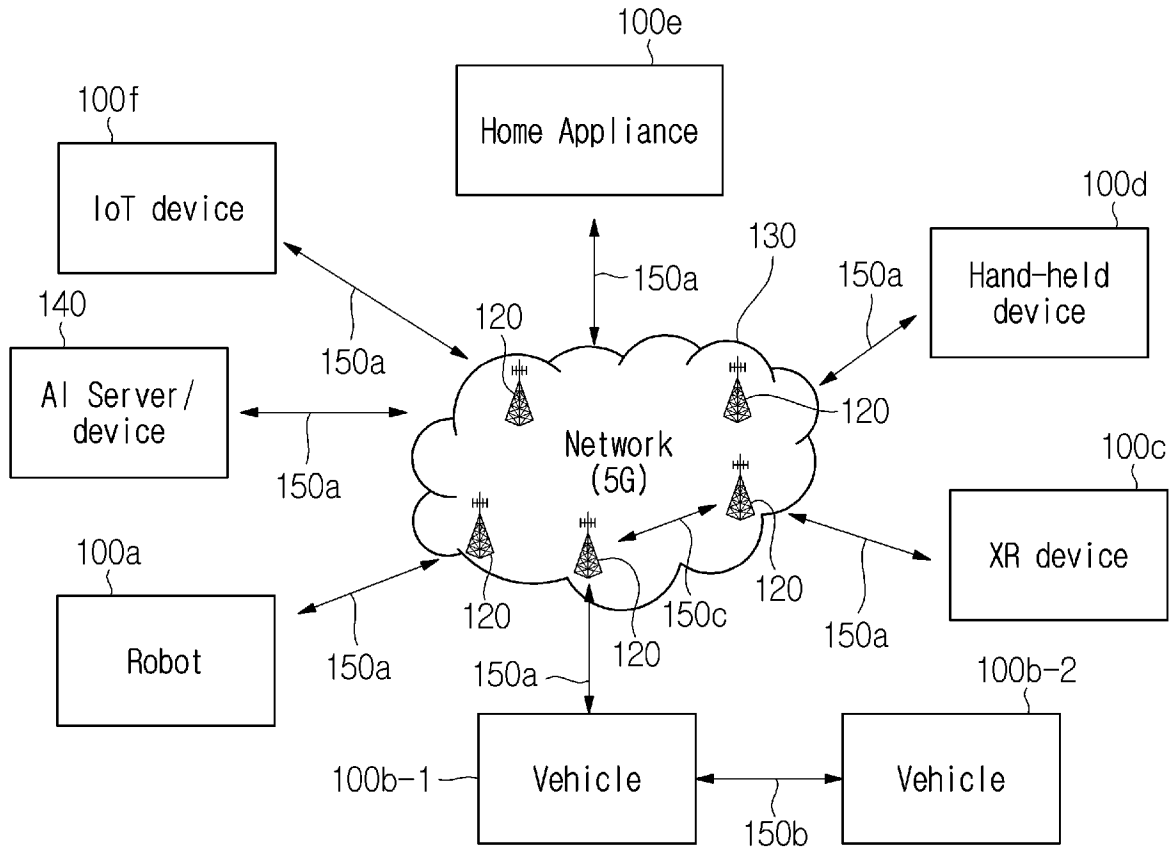 100e
Home Appliance
100f
IoT device
100d
Hand-held
device
150a
130
150a
140
AI Server/
device
150a
120
120
150a
Network
(5G)
100c
XR device
100a
Robot
150a
120
120
150c
120
150a
150a
100b-2
100b-1
Vehicle
150b
Vehicle